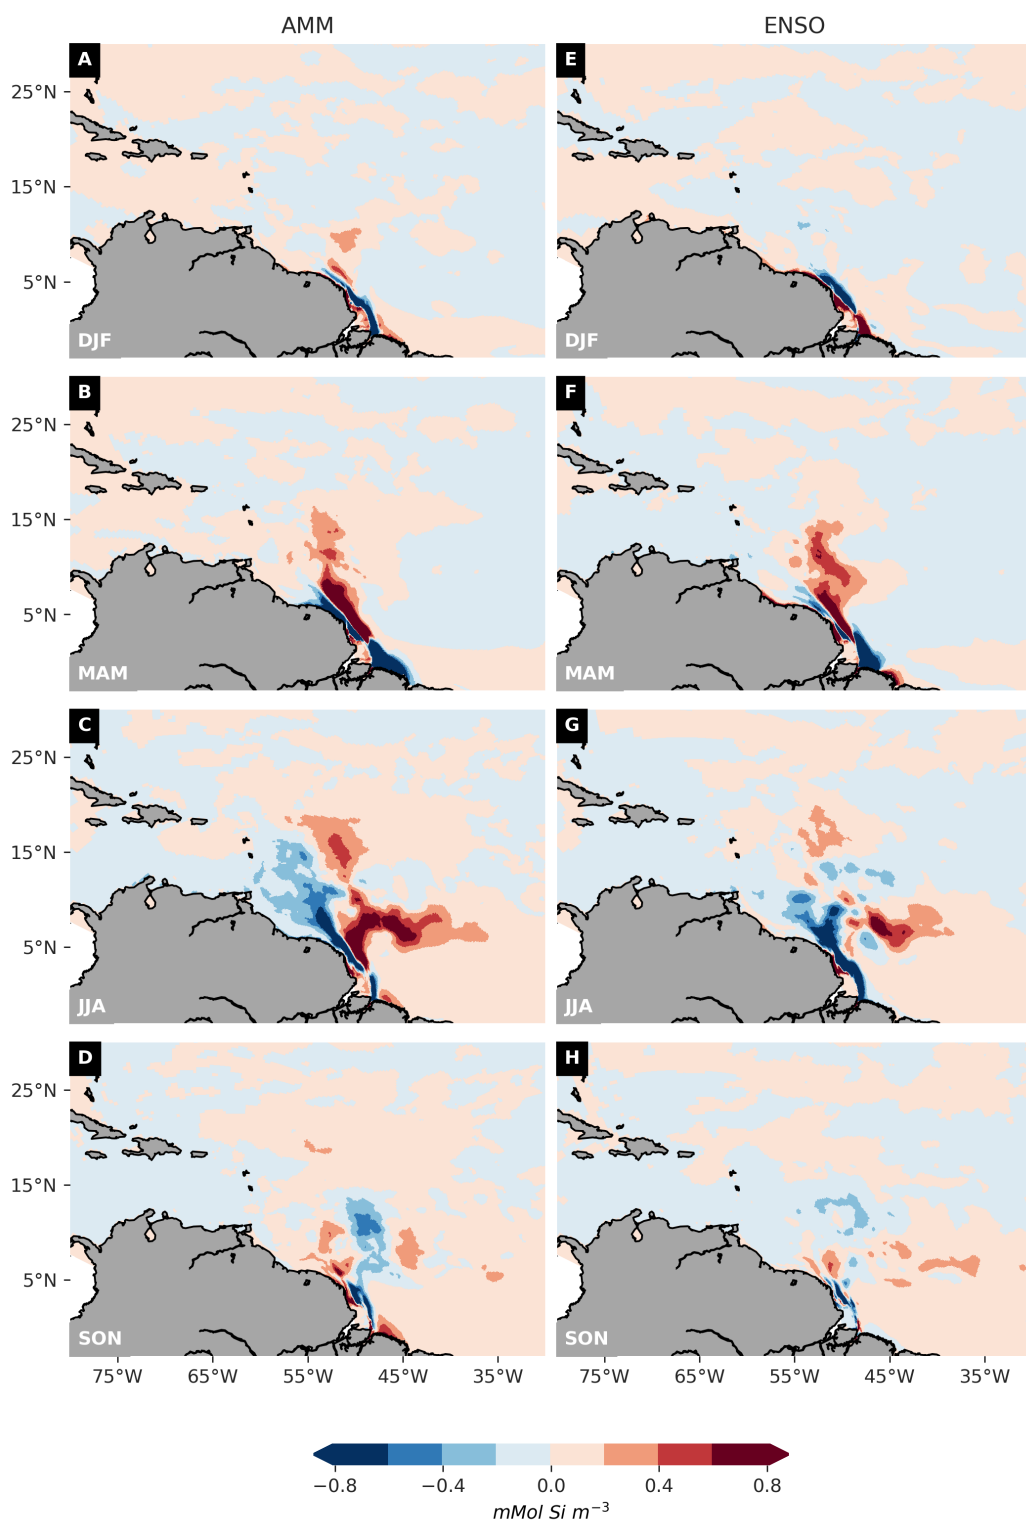 AMM ENSO
A E
25°N
15°N
5°N
DJF DJF
B F
25°N
15°N
5°N
MAM MAM
C G
25°N
15°N
5°N
JJA JJA
D H
25°N
15°N
5°N
SON SON
75°W 65°W 55°W 45°W 35°W 75°W 65°W 55°W 45°W 35°W
−0.8 −0.4 0.0 0.4 0.8
mMol Si m⁻³